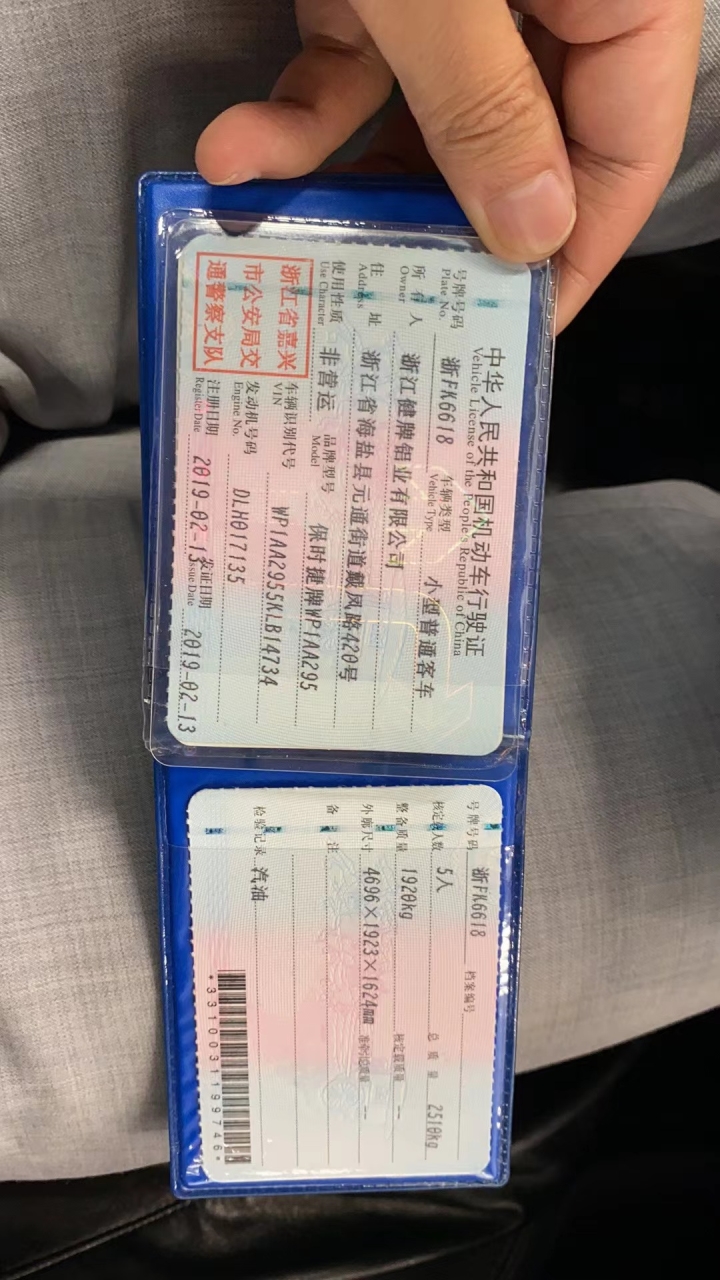 中华人民共和国机动车行驶证
Vehicle License of the People's Republic of China
号牌号码 浙FK6618 车辆类型 小型普通客车
Plate No. Vehicle Type
所有人 浙江健牌铝业有限公司
Owner
住址 浙江省海盐县元通街道戴凤路420号
Address
使用性质 非营运 品牌型号 保时捷牌WP1AA295
Use Character Model
浙江省嘉兴
市公安局交
通警察支队
车辆识别代号 WP1AA2955KLB14734
VIN
发动机号码 DLH017135
Engine No.
注册日期 2019-02-13 发证日期 2019-02-13
Register Date Issue Date
号牌号码 浙FK6618 档案编号
核定载人数 5人 总质量 2510kg
整备质量 1920kg 核定载质量 --
外廓尺寸 4696×1923×1624mm 准牵引总质量 --
备注
检验记录 汽油
*3310031199746*